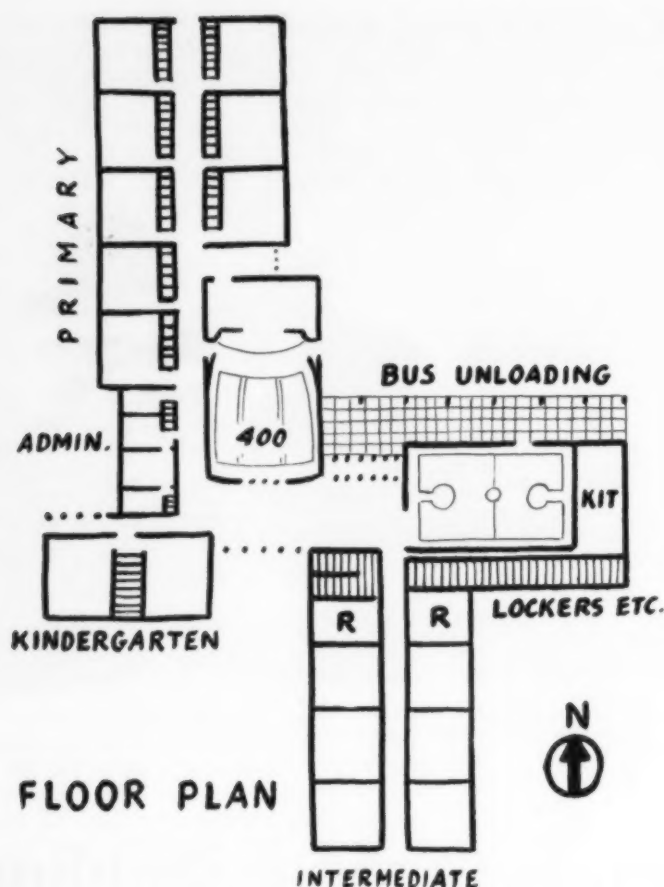 PRIMARY
BUS UNLOADING
400
ADMIN.
KIT
KINDERGARTEN
R R
LOCKERS ETC.
N
FLOOR PLAN
INTERMEDIATE